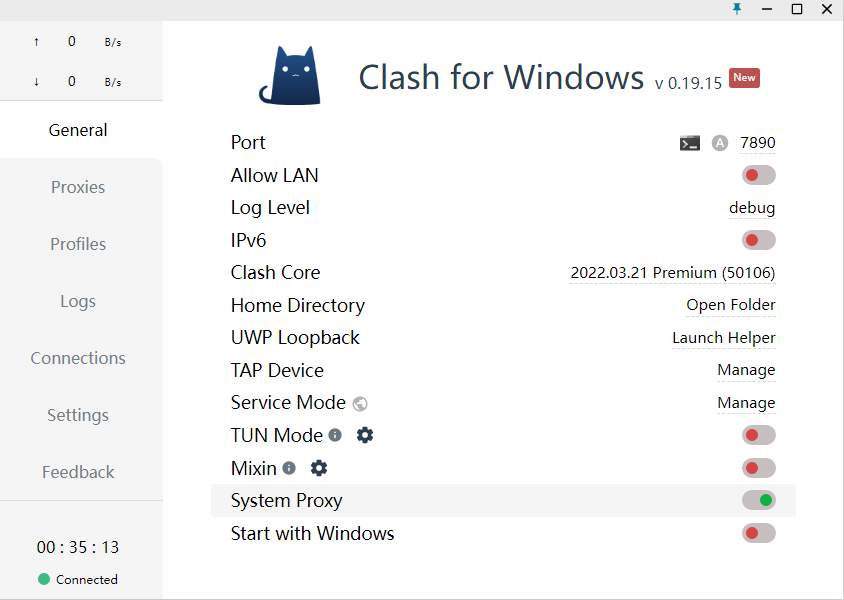 ↑ 0 B/s
↓ 0 B/s
General
Proxies
Profiles
Logs
Connections
Settings
Feedback
00 : 35 : 13
Connected
Clash for Windows v 0.19.15 New
Port A 7890
Allow LAN
Log Level debug
IPv6
Clash Core 2022.03.21 Premium (50106)
Home Directory Open Folder
UWP Loopback Launch Helper
TAP Device Manage
Service Mode Manage
TUN Mode
Mixin
System Proxy
Start with Windows